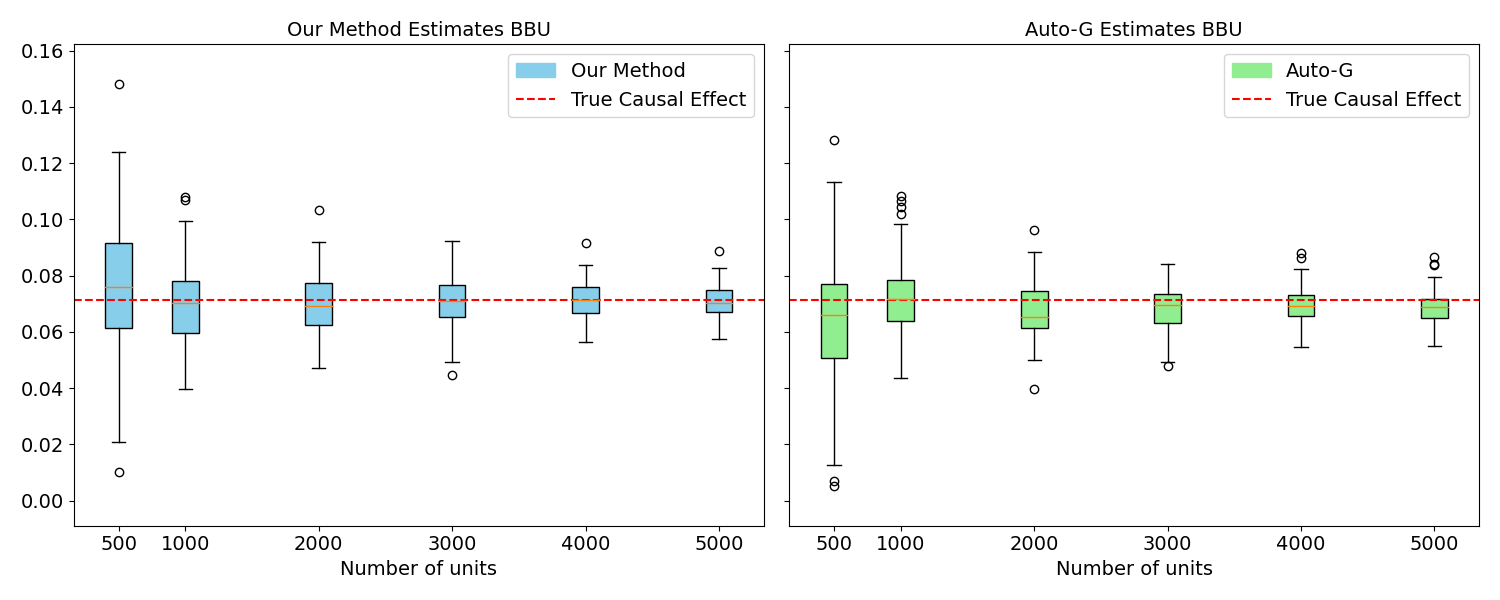 Our Method Estimates BBU
Auto-G Estimates BBU
Our Method
True Causal Effect
Auto-G
True Causal Effect
0.16
0.14
0.12
0.10
0.08
0.06
0.04
0.02
0.00
500 1000 2000 3000 4000 5000
500 1000 2000 3000 4000 5000
Number of units
Number of units